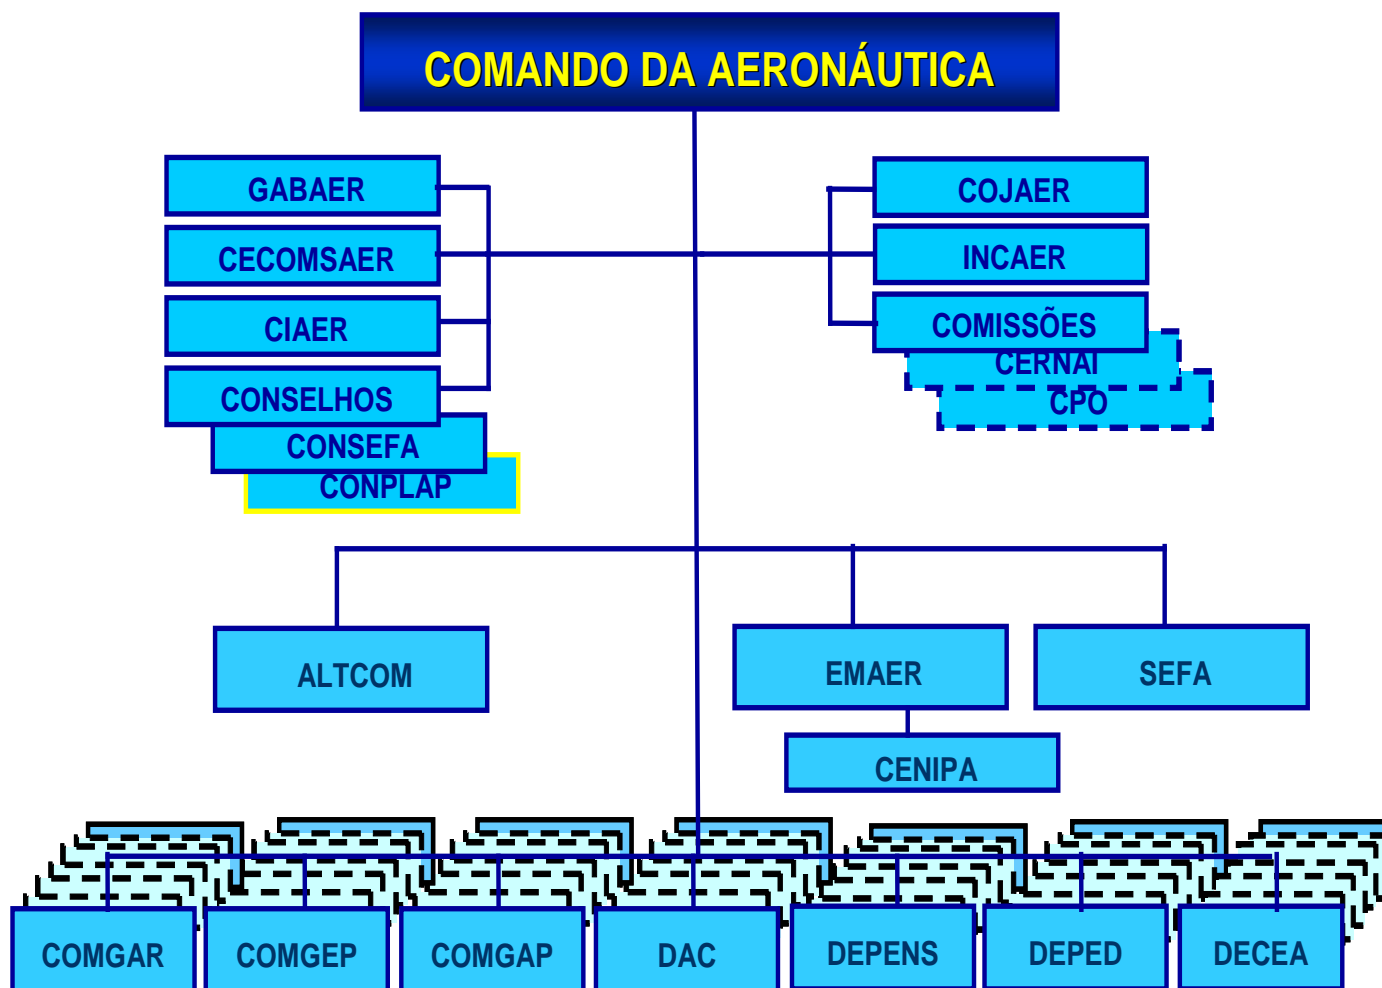 COMANDO DA AERONÁUTICA
GABAER
CECOMSAER
CIAER
CONSELHOS
CONSEFA
CONPLAP
COJAER
INCAER
COMISSÕES
CERNAI
CPO
ALTCOM
EMAER
SEFA
CENIPA
COMGAR
COMGEP
COMGAP
DAC
DEPENS
DEPED
DECEA